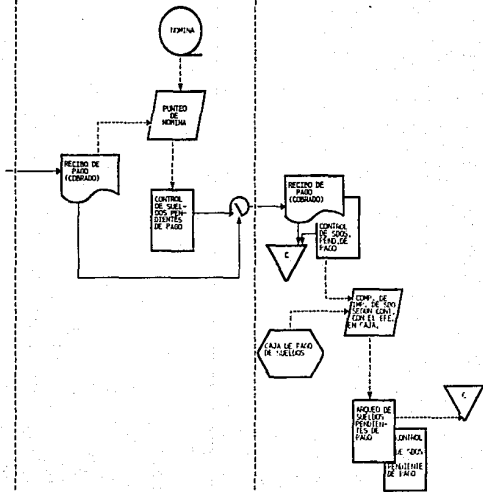 NOMINA
PUNTEO
DE
NOMINA
RECIBO DE
PAGO
(COBRADO)
CONTROL
DE SUEL-
DOS PEN-
DIENTES
DE PAGO
RECIBO DE
PAGO
(COBRADO)
CONTROL
DE SDOS.
PEND. DE
PAGO
C
COMP. DE
IMP. DE SDO
SEGUN CONT.
CON EL EFE.
EN CAJA.
CAJA DE PAGO
DE SUELDOS
ARQUEO DE
SUELDOS
PENDIEN-
TES DE
PAGO
C
CONTROL
DE SDOS
PENDIENTE
DE PAGO